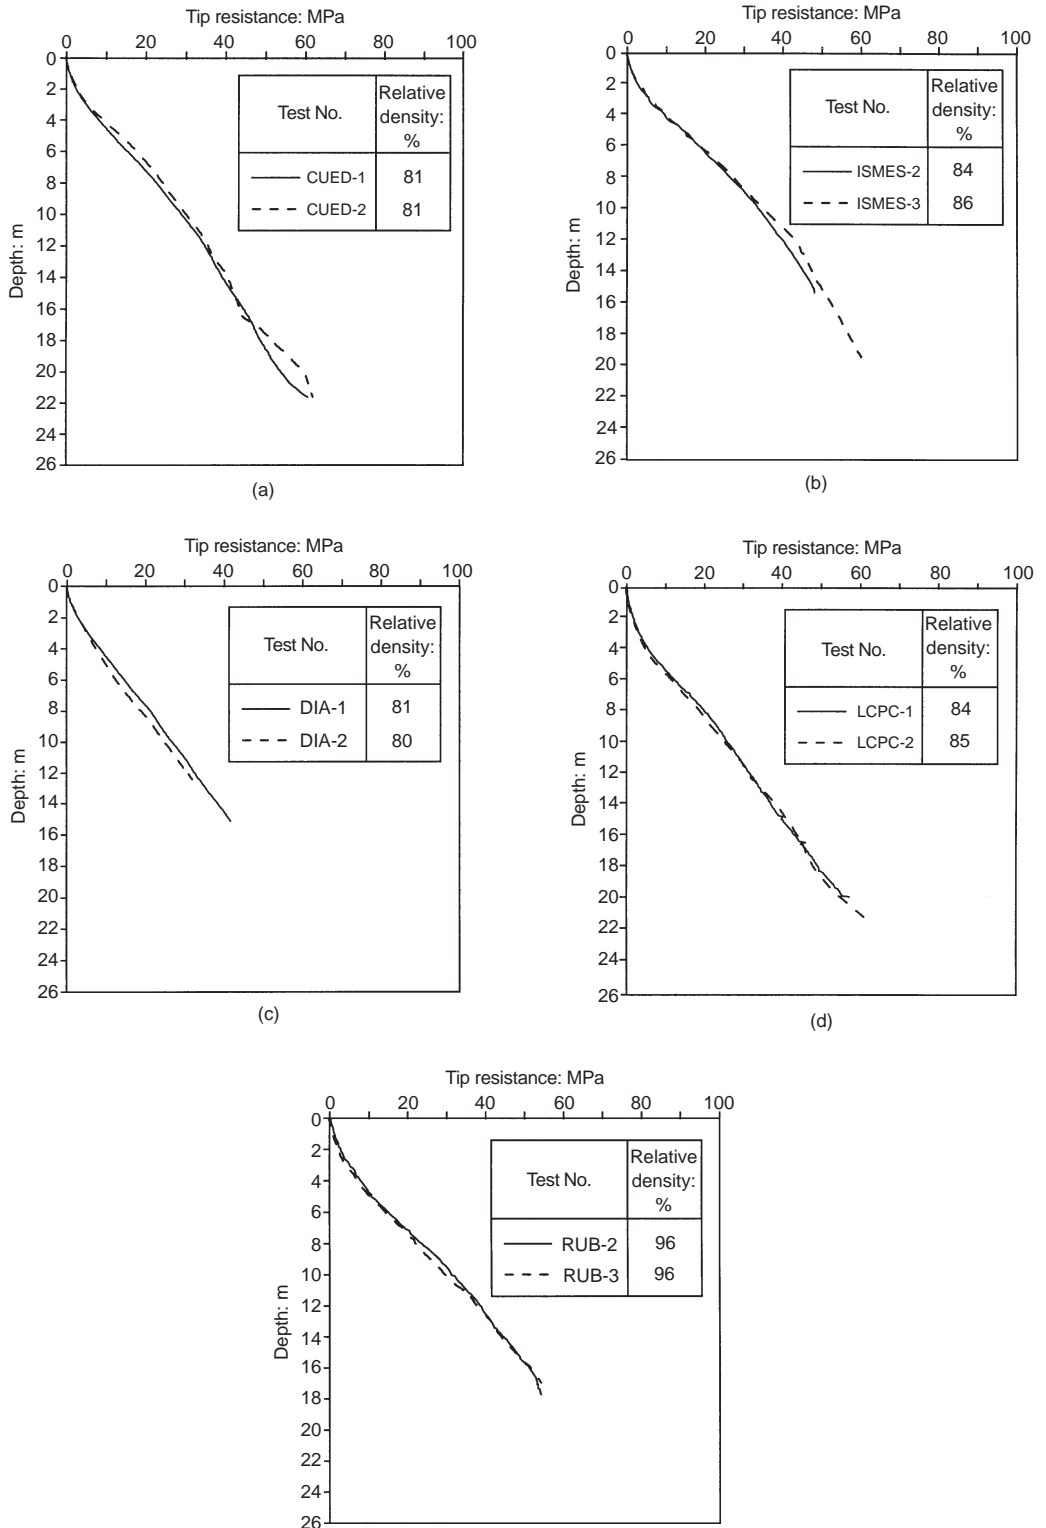 Tip resistance: MPa
0 20 40 60 80 100
0
2
4
6
8
10
12
14
16
18
20
22
24
26
Depth: m
Test No.
Relative
density:
%
CUED-1 81
CUED-2 81
(a)
Tip resistance: MPa
0 20 40 60 80 100
0
2
4
6
8
10
12
14
16
18
20
22
24
26
Depth: m
Test No.
Relative
density:
%
ISMES-2 84
ISMES-3 86
(b)
Tip resistance: MPa
0 20 40 60 80 100
0
2
4
6
8
10
12
14
16
18
20
22
24
26
Depth: m
Test No.
Relative
density:
%
DIA-1 81
DIA-2 80
(c)
Tip resistance: MPa
0 20 40 60 80 100
0
2
4
6
8
10
12
14
16
18
20
22
24
26
Depth: m
Test No.
Relative
density:
%
LCPC-1 84
LCPC-2 85
(d)
Tip resistance: MPa
0 20 40 60 80 100
0
2
4
6
8
10
12
14
16
18
20
22
24
26
Depth: m
Test No.
Relative
density:
%
RUB-2 96
RUB-3 96